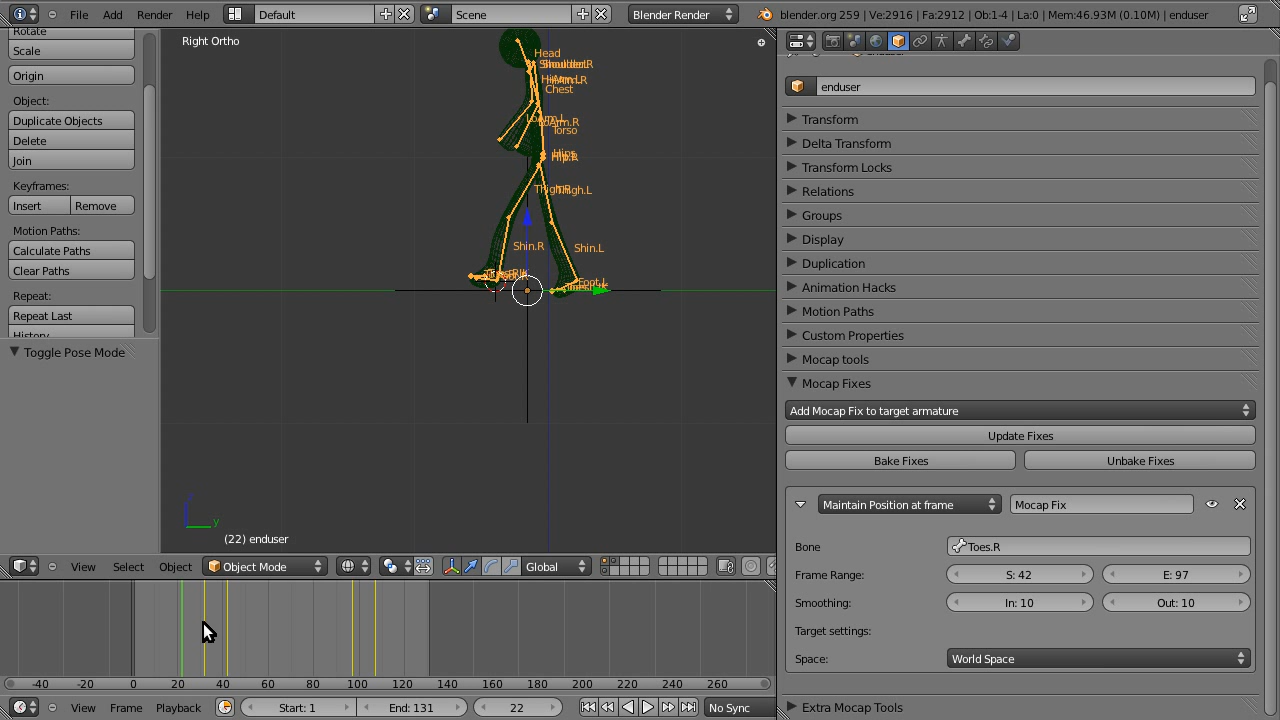 File Add Render Help Default Scene Blender Render blender.org 259 | Ve:2916 | Fa:2912 | Ob:1-4 | La:0 | Mem:46.93M (0.10M) | enduser
Rotate
Scale
Origin
Object:
Duplicate Objects
Delete
Join
Keyframes:
Insert Remove
Motion Paths:
Calculate Paths
Clear Paths
Repeat:
Repeat Last
History
Toggle Pose Mode
Right Ortho
Head
Chest
Torso
Hips
Shin.R
Shin.L
Foot.L
z
y
(22) enduser
View Select Object Object Mode Global
-40 -20 0 20 40 60 80 100 120 140 160 180 200 220 240 260
View Frame Playback Start: 1 End: 131 22 No Sync
enduser
Transform
Delta Transform
Transform Locks
Relations
Groups
Display
Duplication
Animation Hacks
Motion Paths
Custom Properties
Mocap tools
Mocap Fixes
Add Mocap Fix to target armature
Update Fixes
Bake Fixes Unbake Fixes
Maintain Position at frame Mocap Fix
Bone Toes.R
Frame Range: S: 42 E: 97
Smoothing: In: 10 Out: 10
Target settings:
Space: World Space
Extra Mocap Tools